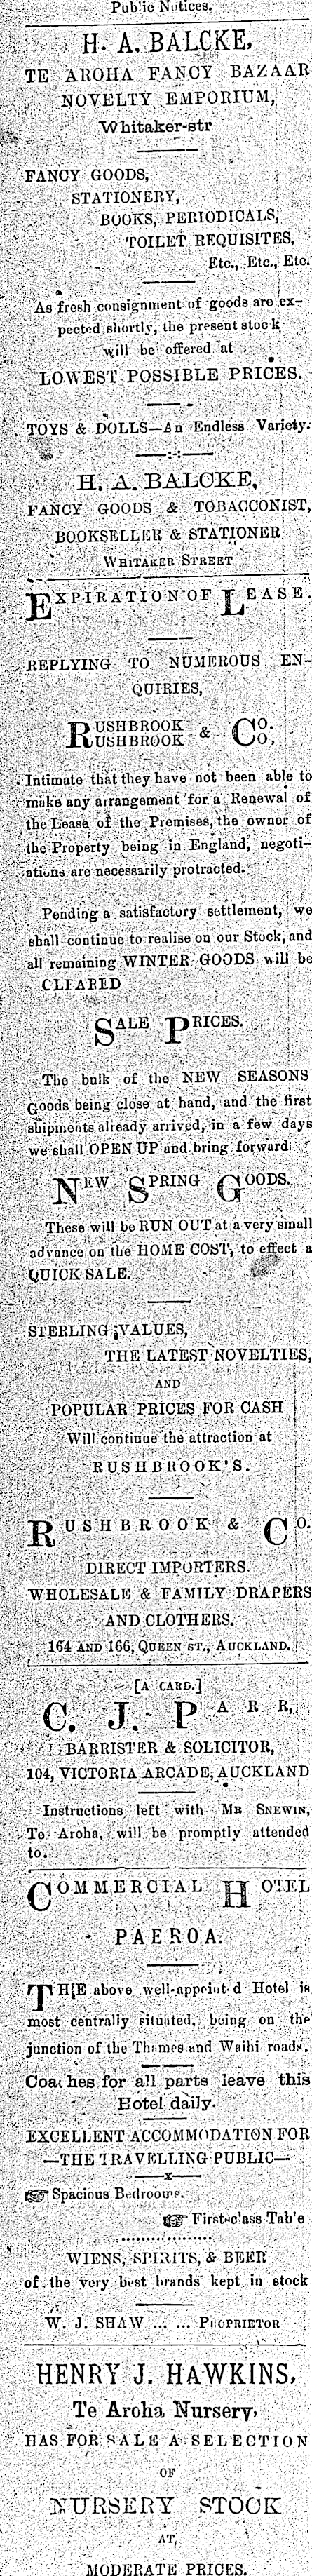 Public Notices.
H. A. BALCKE,
TE AROHA FANCY BAZAAR
NOVELTY EMPORIUM,
Whitaker-str
FANCY GOODS,
STATIONERY,
BOOKS, PERIODICALS,
TOILET REQUISITES,
Etc., Etc., Etc.
As fresh consignment of goods are ex-
pected shortly, the present stock
will be offered at
LOWEST POSSIBLE PRICES.
TOYS & DOLLS—An Endless Variety.
H. A. BALCKE,
FANCY GOODS & TOBACCONIST,
BOOKSELLER & STATIONER
WHITAKER STREET
EXPIRATION OF LEASE.
REPLYING TO NUMEROUS EN-
QUIRIES,
RUSHBROOK & CO.
RUSHBROOK & CO.,
Intimate that they have not been able to
make any arrangement for a Renewal of
the Lease of the Premises, the owner of
the Property being in England, negoti-
ations are necessarily protracted.
Pending a satisfactory settlement, we
shall continue to realise on our Stock, and
all remaining WINTER GOODS will be
CLEARED
SALE PRICES.
The bulk of the NEW SEASONS
Goods being close at hand, and the first
shipments already arrived, in a few days
we shall OPEN UP and bring forward
NEW SPRING GOODS.
These will be RUN OUT at a very small
advance on the HOME COST, to effect a
QUICK SALE.
STERLING VALUES,
THE LATEST NOVELTIES,
AND
POPULAR PRICES FOR CASH
Will continue the attraction at
RUSHBROOK'S.
RUSHBROOK & CO.
DIRECT IMPORTERS.
WHOLESALE & FAMILY DRAPERS
AND CLOTHERS.
164 AND 166, QUEEN ST., AUCKLAND.
[A CARD.]
C. J. PARR,
BARRISTER & SOLICITOR,
104, VICTORIA ARCADE, AUCKLAND
Instructions left with MR SNEWIN,
Te Aroha, will be promptly attended
to.
COMMERCIAL HOTEL
PAEROA.
THE above well-appoint d Hotel is
most centrally situated, being on the
junction of the Thames and Waihi roads.
Coaches for all parts leave this
Hotel daily.
EXCELLENT ACCOMMODATION FOR
—THE TRAVELLING PUBLIC—
—x—
☞ Spacious Bedrooms.
☞ First-class Table
..................
WIENS, SPIRITS, & BEER
of the very best brands kept in stock
W. J. SHAW ... ... PROPRIETOR
HENRY J. HAWKINS,
Te Aroha Nursery,
HAS FOR SALE A SELECTION
OF
NURSERY STOCK
AT
MODERATE PRICES.